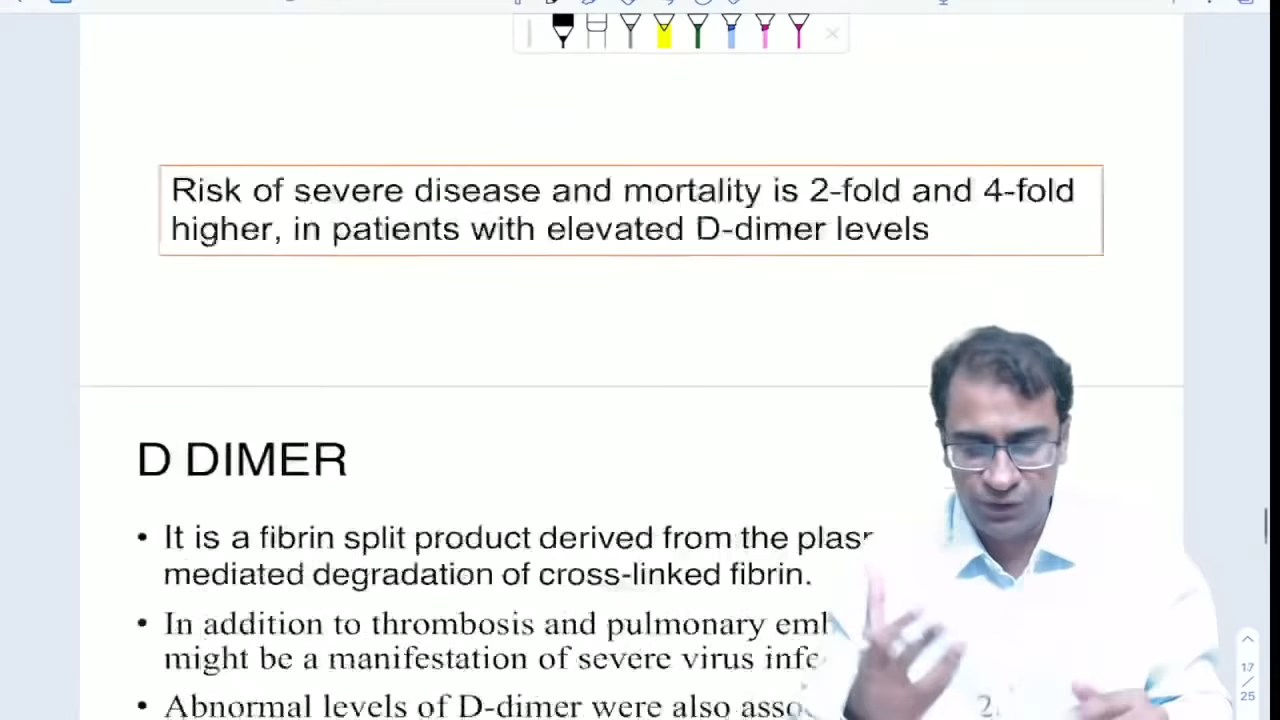 Risk of severe disease and mortality is 2-fold and 4-fold
higher, in patients with elevated D-dimer levels
D DIMER
• It is a fibrin split product derived from the
mediated degradation of cross-linked fibrin.
• In addition to thrombosis and pulmonary
might be a manifestation of severe virus
• Abnormal levels of D-dimer were also
17
/
25